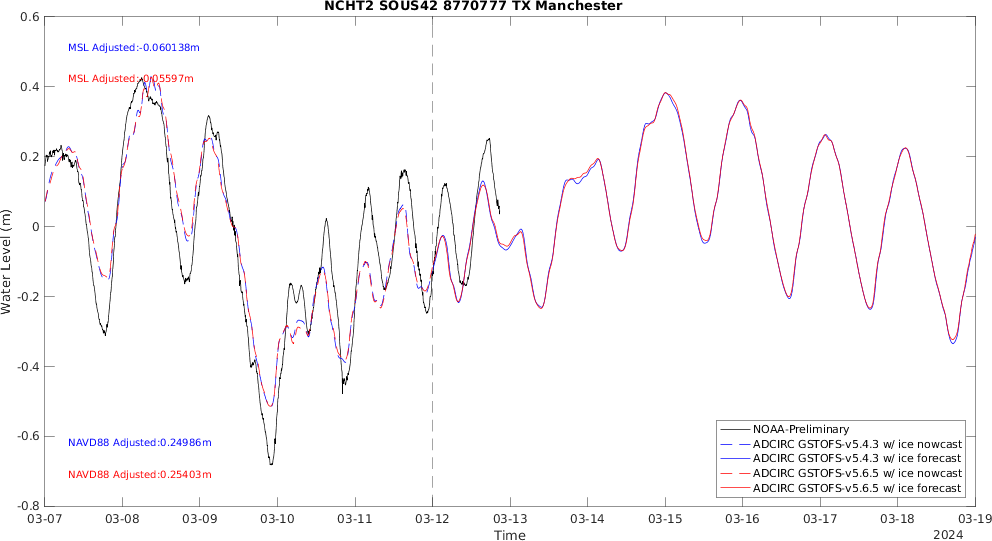 NCHT2 SOUS42 8770777 TX Manchester
0.6
0.4
0.2
0
-0.2
-0.4
-0.6
-0.8
Water Level (m)
MSL Adjusted:-0.060138m
MSL Adjusted:-0.05597m
NAVD88 Adjusted:0.24986m
NAVD88 Adjusted:0.25403m
NOAA-Preliminary
ADCIRC GSTOFS-v5.4.3 w/ ice nowcast
ADCIRC GSTOFS-v5.4.3 w/ ice forecast
ADCIRC GSTOFS-v5.6.5 w/ ice nowcast
ADCIRC GSTOFS-v5.6.5 w/ ice forecast
03-07 03-08 03-09 03-10 03-11 03-12 03-13 03-14 03-15 03-16 03-17 03-18 03-19
Time
2024